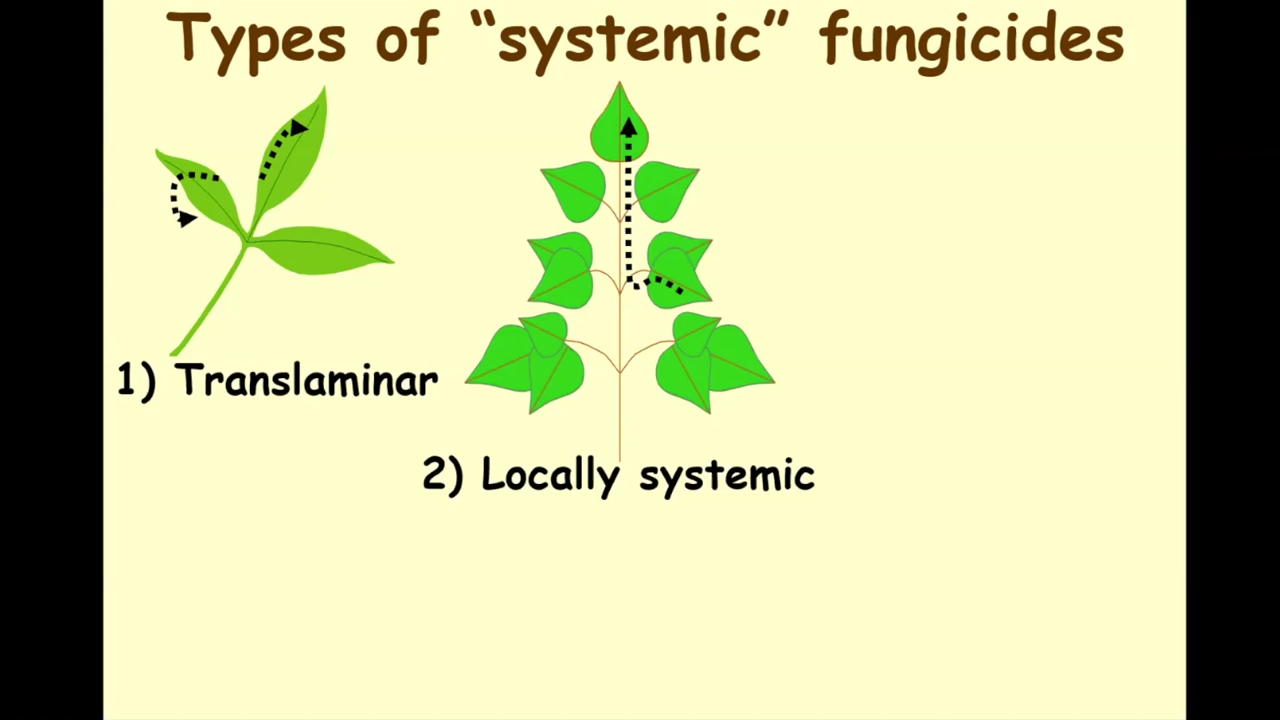 Types of “systemic” fungicides
1) Translaminar
2) Locally systemic